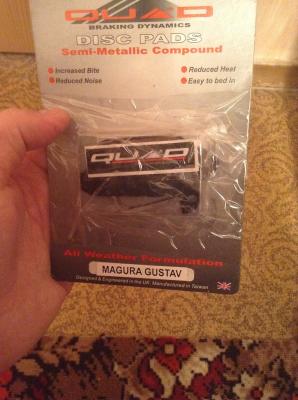 QUAD
BRAKING DYNAMICS
DISC PADS
Semi-Metallic Compound
Increased Bite
Reduced Heat
Reduced Noise
Easy to bed in
QUAD
All Weather Formulation
MAGURA GUSTAV
Designed & Engineered in the UK. Manufactured in Taiwan